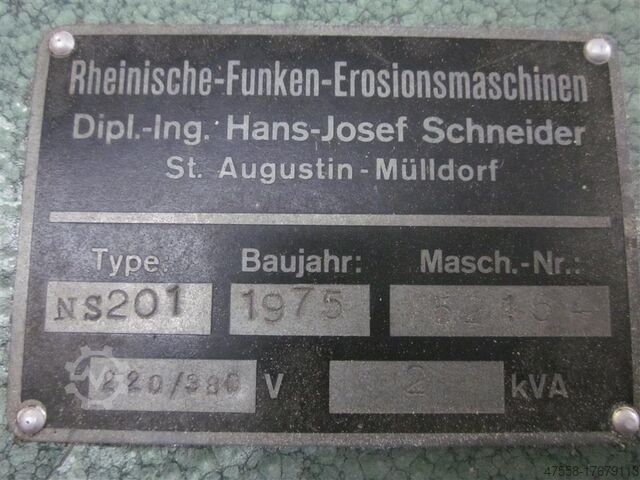 Rheinische-Funken-Erosionsmaschinen
Dipl.-Ing. Hans-Josef Schneider
St. Augustin-Mülldorf
Type. Baujahr: Masch.-Nr.:
NS201 1975
220/380 V 2 kVA
47558-17679113